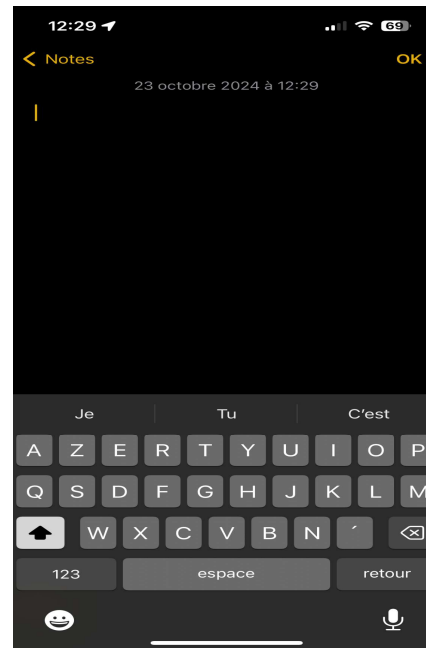 12:29 69
Notes OK
23 octobre 2024 à 12:29
Je Tu C'est
A Z E R T Y U I O P
Q S D F G H J K L M
W X C V B N ´
123 espace retour